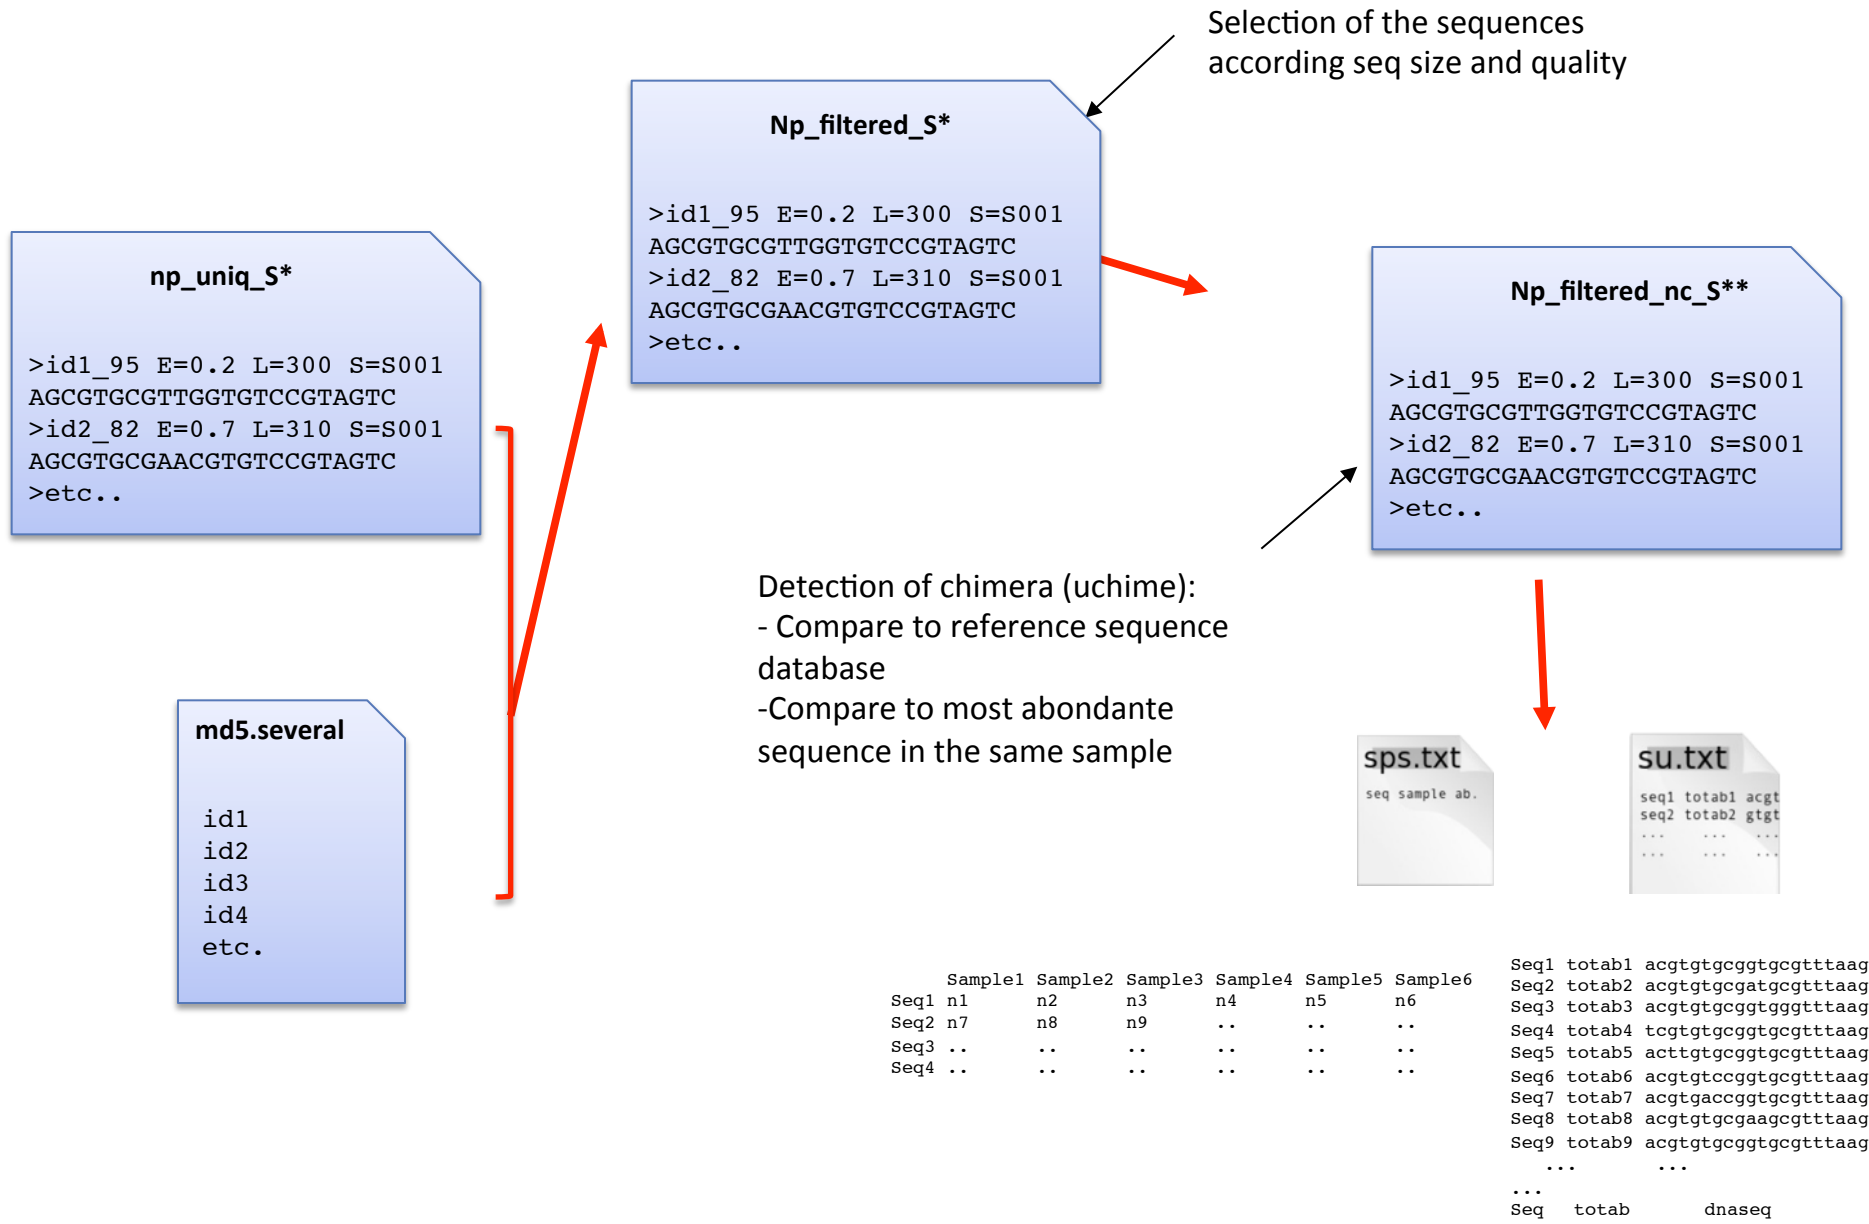 Selection of the sequences
according seq size and quality
Np_filtered_S*
>id1_95 E=0.2 L=300 S=S001
AGCGTGCGTTGGTGTCCGTAGTC
>id2_82 E=0.7 L=310 S=S001
AGCGTGCGAACGTGTCCGTAGTC
>etc..
np_uniq_S*
>id1_95 E=0.2 L=300 S=S001
AGCGTGCGTTGGTGTCCGTAGTC
>id2_82 E=0.7 L=310 S=S001
AGCGTGCGAACGTGTCCGTAGTC
>etc..
Np_filtered_nc_S**
>id1_95 E=0.2 L=300 S=S001
AGCGTGCGTTGGTGTCCGTAGTC
>id2_82 E=0.7 L=310 S=S001
AGCGTGCGAACGTGTCCGTAGTC
>etc..
Detection of chimera (uchime):
- Compare to reference sequence
database
-Compare to most abondante
sequence in the same sample
md5.several
id1
id2
id3
id4
etc.
sps.txt
seq sample ab.
su.txt
seq1 totab1 acgt
seq2 totab2 gtgt
... ... ...
... ... ...
Sample1 Sample2 Sample3 Sample4 Sample5 Sample6
Seq1 n1 n2 n3 n4 n5 n6
Seq2 n7 n8 n9 .. .. ..
Seq3 .. .. .. .. .. ..
Seq4 .. .. .. .. .. ..
Seq1 totab1 acgtgtgcggtgcgtttaag
Seq2 totab2 acgtgtgcgatgcgtttaag
Seq3 totab3 acgtgtgcggtgggtttaag
Seq4 totab4 tcgtgtgcggtgcgtttaag
Seq5 totab5 acttgtgcggtgcgtttaag
Seq6 totab6 acgtgtccggtgcgtttaag
Seq7 totab7 acgtgaccggtgcgtttaag
Seq8 totab8 acgtgtgcgaagcgtttaag
Seq9 totab9 acgtgtgcggtgcgtttaag
... ...
...
Seq totab dnaseq